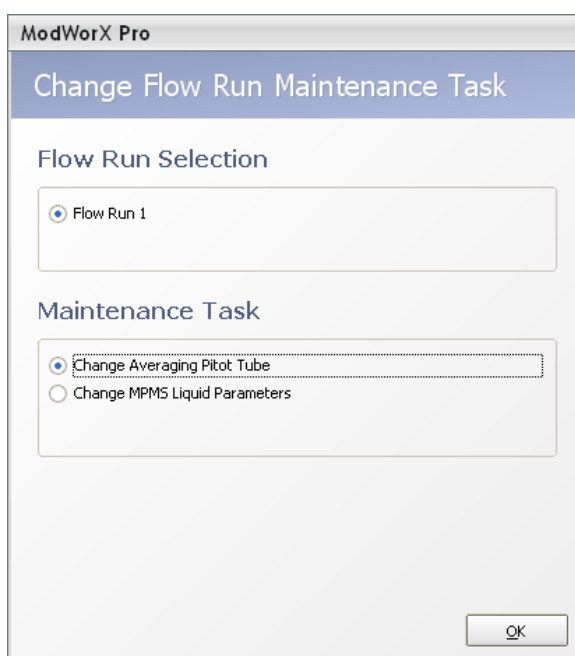 ModWorX Pro
Change Flow Run Maintenance Task
Flow Run Selection
Flow Run 1
Maintenance Task
Change Averaging Pitot Tube
Change MPMS Liquid Parameters
OK